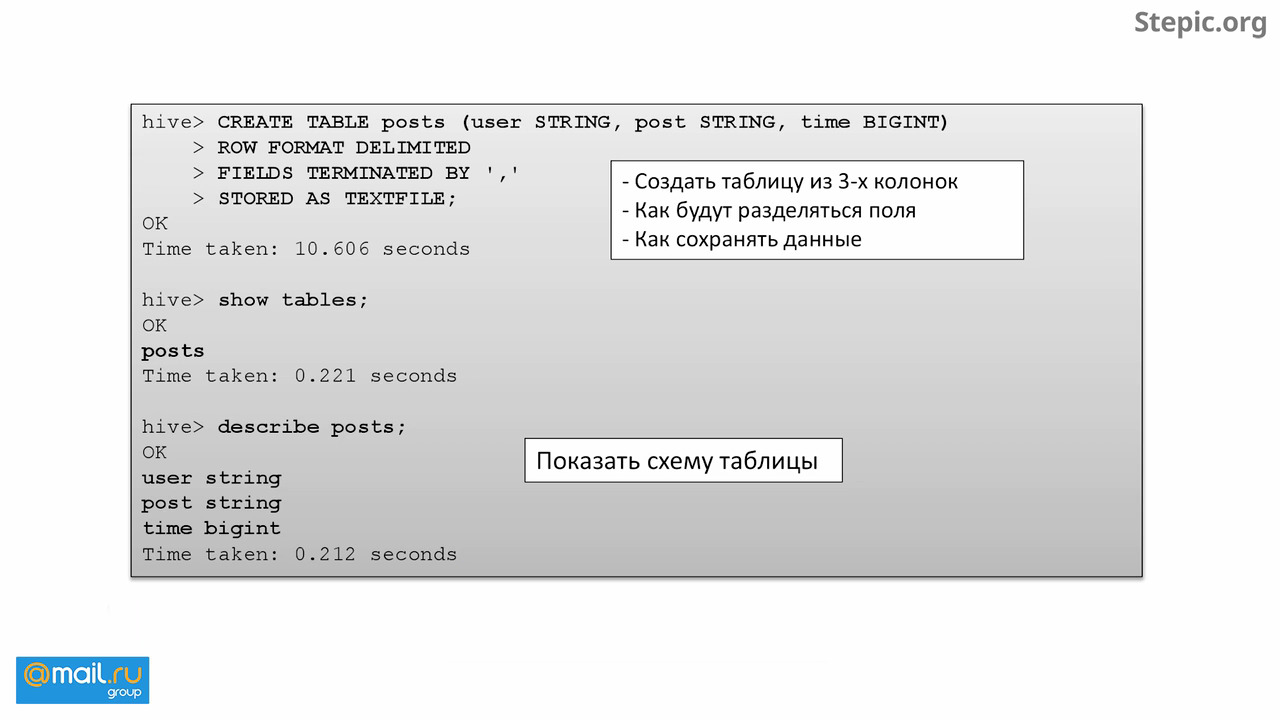 Stepic.org
hive> CREATE TABLE posts (user STRING, post STRING, time BIGINT)
> ROW FORMAT DELIMITED
> FIELDS TERMINATED BY ','
> STORED AS TEXTFILE;
OK
Time taken: 10.606 seconds
- Создать таблицу из 3-х колонок
- Как будут разделяться поля
- Как сохранять данные
hive> show tables;
OK
posts
Time taken: 0.221 seconds
hive> describe posts;
OK
user string
post string
time bigint
Time taken: 0.212 seconds
Показать схему таблицы
@mail.ru
group